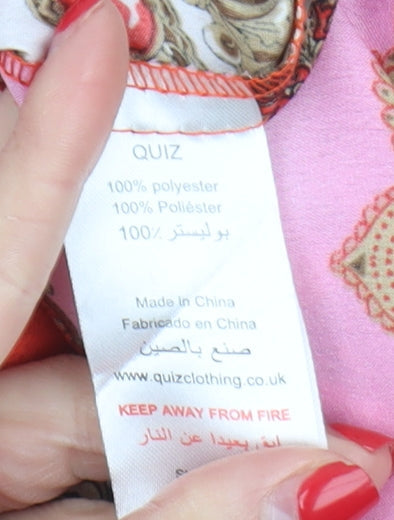 QUIZ
100% polyester
100% Poliéster
بوليستر 100٪
Made in China
Fabricado en China
صنع بالصين
www.quizclothing.co.uk
KEEP AWAY FROM FIRE
ابق بعيدا عن النار